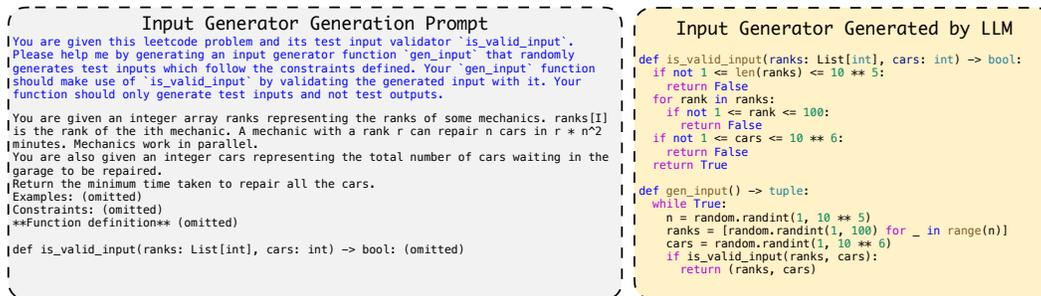 Input Generator Generation Prompt
You are given this leetcode problem and its test input validator `is_valid_input`.
Please help me by generating an input generator function `gen_input` that randomly
generates test inputs which follow the constraints defined. Your `gen_input` function
should make use of `is_valid_input` by validating the generated input with it. Your
function should only generate test inputs and not test outputs.
You are given an integer array ranks representing the ranks of some mechanics. ranks[I]
is the rank of the ith mechanic. A mechanic with a rank r can repair n cars in r * n^2
minutes. Mechanics work in parallel.
You are also given an integer cars representing the total number of cars waiting in the
garage to be repaired.
Return the minimum time taken to repair all the cars.
Examples: (omitted)
Constraints: (omitted)
**Function definition** (omitted)
def is_valid_input(ranks: List[int], cars: int) -> bool: (omitted)
Input Generator Generated by LLM
def is_valid_input(ranks: List[int], cars: int) -> bool:
  if not 1 <= len(ranks) <= 10 ** 5:
    return False
  for rank in ranks:
    if not 1 <= rank <= 100:
      return False
  if not 1 <= cars <= 10 ** 6:
    return False
  return True
def gen_input() -> tuple:
  while True:
    n = random.randint(1, 10 ** 5)
    ranks = [random.randint(1, 100) for _ in range(n)]
    cars = random.randint(1, 10 ** 6)
    if is_valid_input(ranks, cars):
      return (ranks, cars)